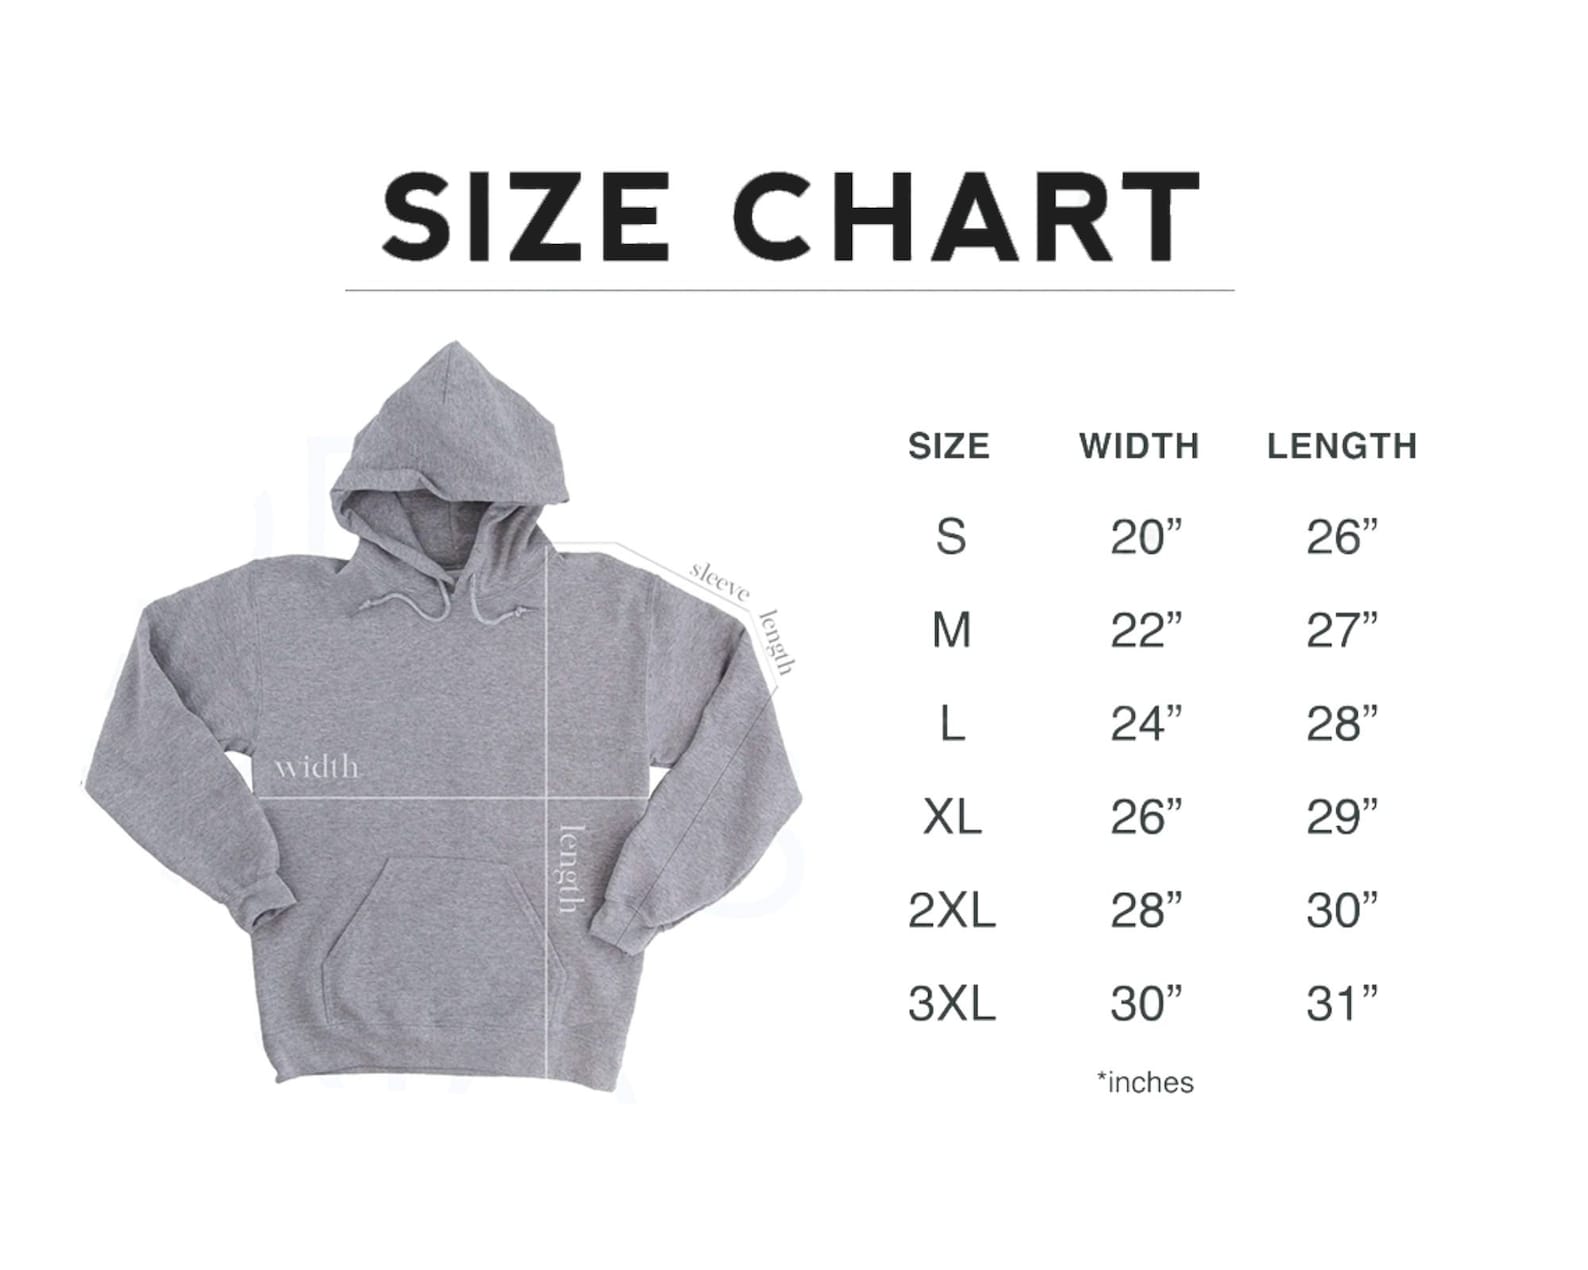 SIZE CHART
sleeve length
width
length
SIZE WIDTH LENGTH
S 20” 26”
M 22” 27”
L 24” 28”
XL 26” 29”
2XL 28” 30”
3XL 30” 31”
*inches